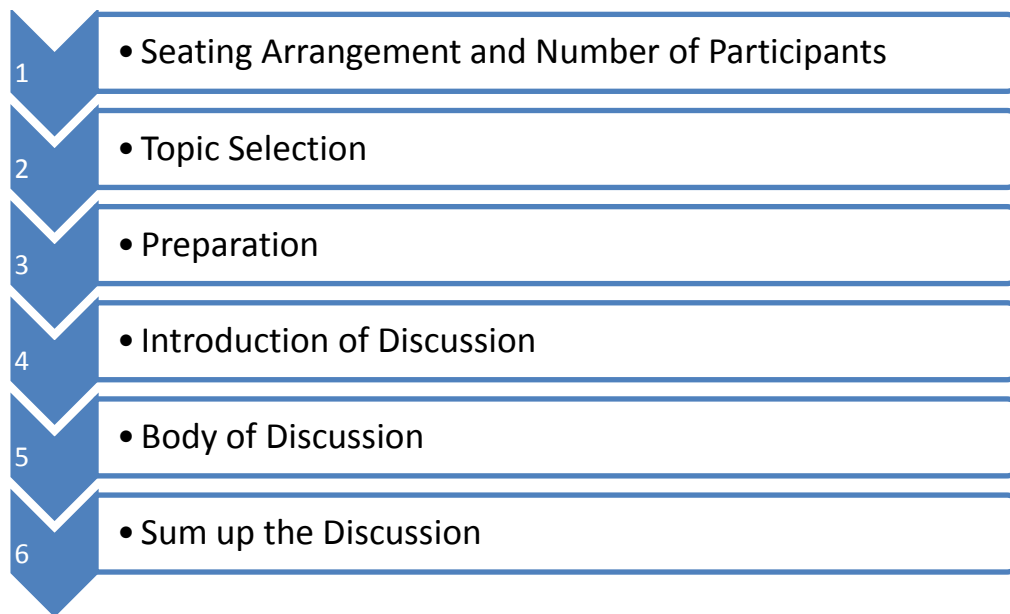 1 • Seating Arrangement and Number of Participants
2 • Topic Selection
3 • Preparation
4 • Introduction of Discussion
5 • Body of Discussion
6 • Sum up the Discussion